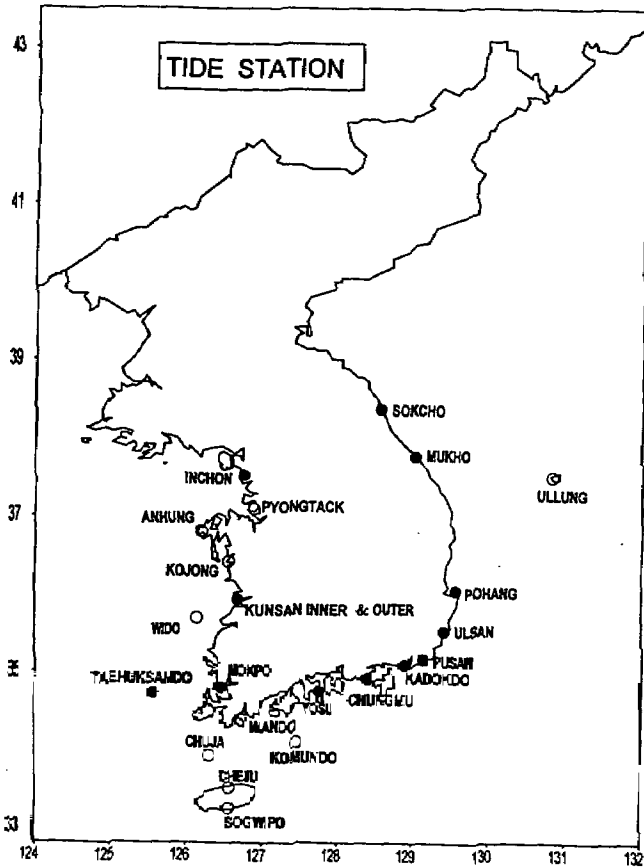 43
TIDE STATION
41
39
SOKCHO
MUKHO
INCHON
ULLUNG
PYONGTACK
37
ANHUNG
KOJONG
POHANG
KUNSAN INNER & OUTER
WIDO
ULSAN
PUSAN
TAEHUKSANDO
MOKPO
KADOKDO
CHUNGMU
WANDO
CHUJA
KOMUNDO
CHEJU
33
SOGWIPO
124 125 126 127 128 129 130 131 132